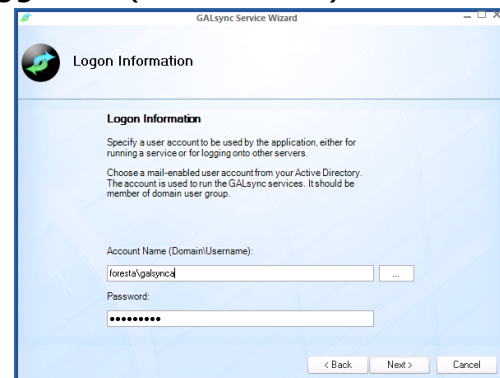 GALsync Service Wizard
Logon Information
Logon Information
Specify a user account to be used by the application, either for
running a service or for logging onto other servers.
Choose a mail-enabled user account from your Active Directory.
The account is used to run the GALsync services. It should be
member of domain user group.
Account Name (Domain\Username):
foresta\galsynca
...
Password:
●●●●●●●●●
< Back Next > Cancel